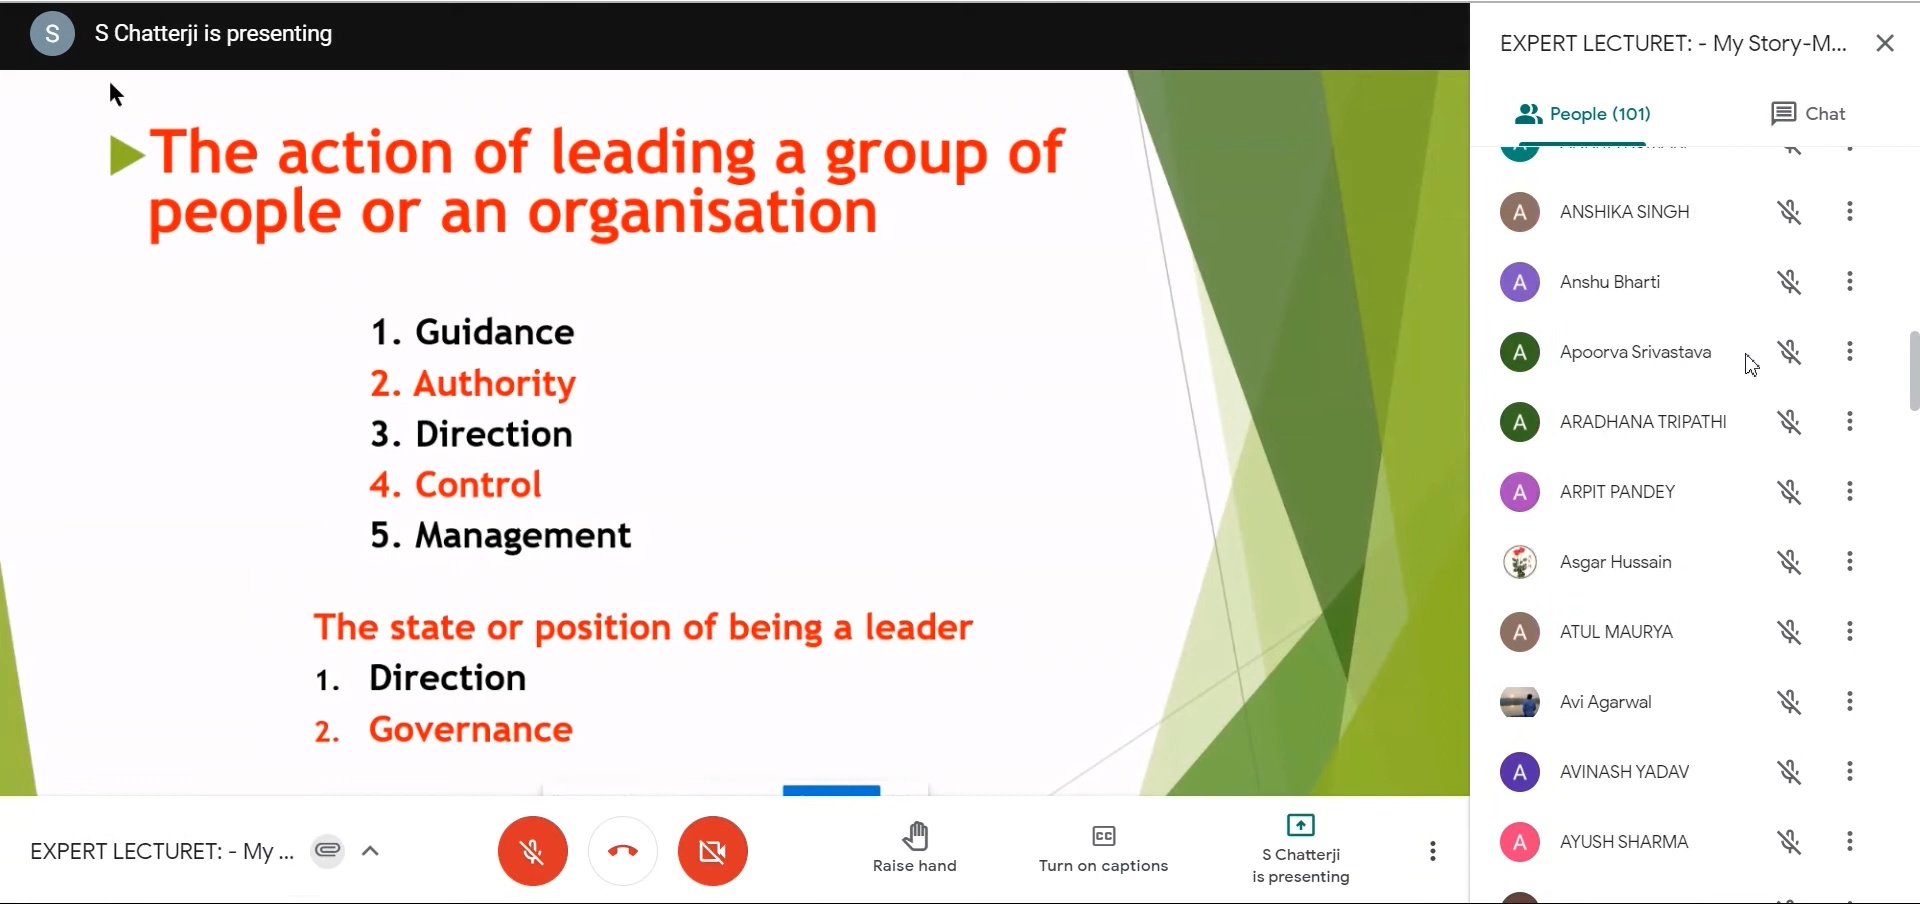 S
S Chatterji is presenting
The action of leading a group of
people or an organisation
1. Guidance
2. Authority
3. Direction
4. Control
5. Management
The state or position of being a leader
1. Direction
2. Governance
EXPERT LECTURET: - My Story-M...
People (101)
Chat
A ANSHIKA SINGH
A Anshu Bharti
A Apoorva Srivastava
A ARADHANA TRIPATHI
A ARPIT PANDEY
Asgar Hussain
A ATUL MAURYA
Avi Agarwal
A AVINASH YADAV
A AYUSH SHARMA
EXPERT LECTURET: - My ...
Raise hand
CC
Turn on captions
S Chatterji
is presenting